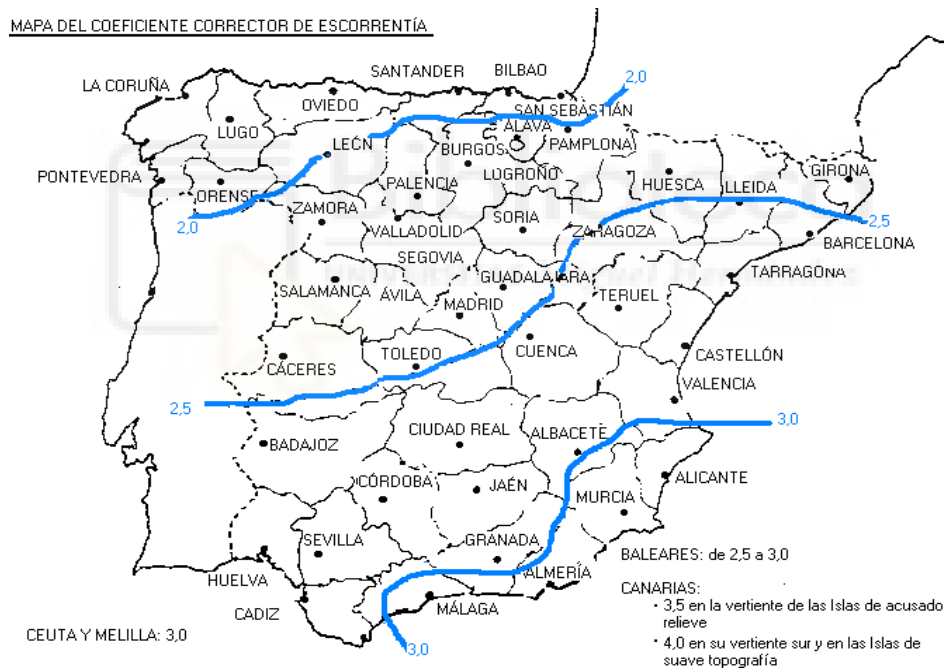 MAPA DEL COEFICIENTE CORRECTOR DE ESCORRENTÍA
SANTANDER
BILBAO
2,0
LA CORUÑA
OVIEDO
SAN SEBASTIÁN
LUGO
LEÓN
ALAVA
PAMPLONA
BURGOS
PONTEVEDRA
ORENSE
PALENCIA
LOGROÑO
HUESCA
LLEIDA
GIRONA
ZAMORA
SORIA
2,0
VALLADOLID
ZARAGOZA
2,5
BARCELONA
SEGOVIA
SALAMANCA
ÁVILA
GUADALAJARA
TARRAGONA
MADRID
TERUEL
CÁCERES
TOLEDO
CUENCA
CASTELLÓN
VALENCIA
2,5
3,0
BADAJOZ
CIUDAD REAL
ALBACETE
CÓRDOBA
JAÉN
ALICANTE
MURCIA
SEVILLA
GRANADA
HUELVA
ALMERÍA
CADIZ
MÁLAGA
3,0
CEUTA Y MELILLA: 3,0
BALEARES: de 2,5 a 3,0
CANARIAS:
· 3,5 en la vertiente de las Islas de acusado
relieve
· 4,0 en su vertiente sur y en las Islas de
suave topografía